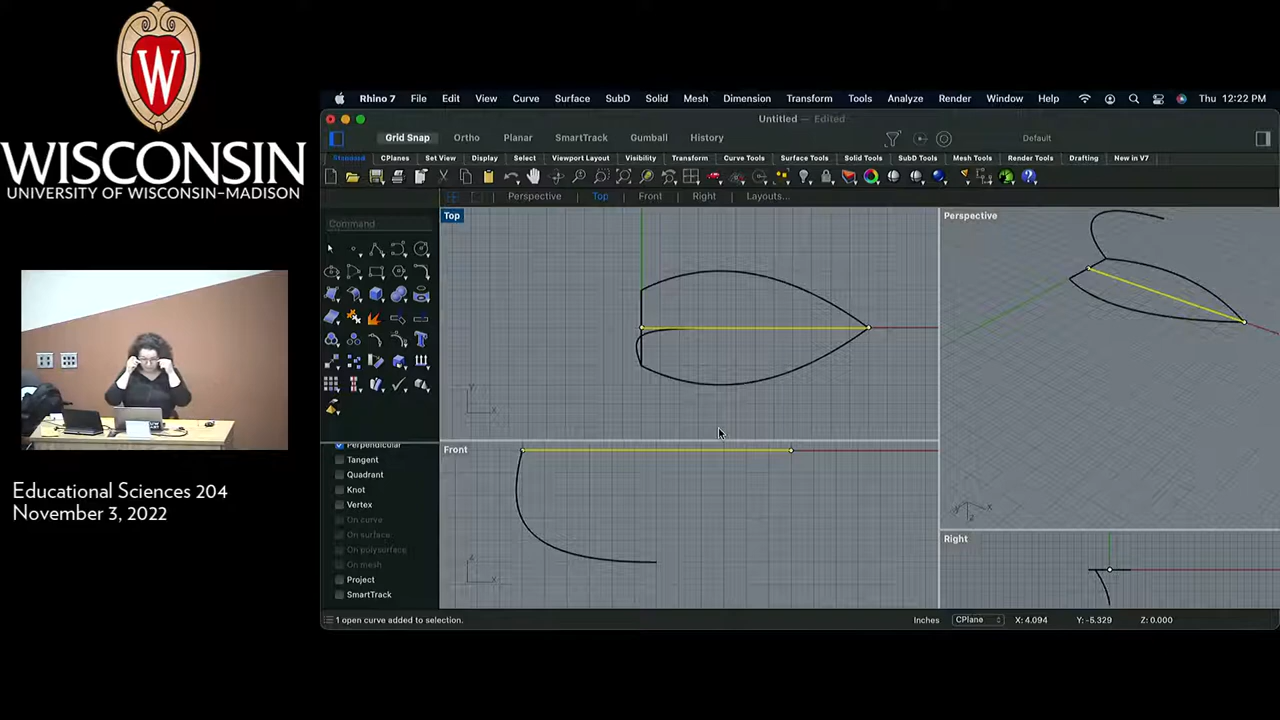 W
WISCONSIN
UNIVERSITY OF WISCONSIN-MADISON
Educational Sciences 204
November 3, 2022
Rhino 7 File Edit View Curve Surface SubD Solid Mesh Dimension Transform Tools Analyze Render Window Help Thu 12:22 PM
Untitled — Edited
Grid Snap Ortho Planar SmartTrack Gumball History Default
Standard CPlanes Set View Display Select Viewport Layout Visibility Transform Curve Tools Surface Tools Solid Tools SubD Tools Mesh Tools Render Tools Drafting New in V7
Perspective Top Front Right Layouts...
Command
Perpendicular
Tangent
Quadrant
Knot
Vertex
On curve
On surface
On polysurface
On mesh
Project
SmartTrack
Top
y
x
Perspective
y
x
z
Front
z
x
Right
1 open curve added to selection.
Inches CPlane X: 4.094 Y: -5.329 Z: 0.000